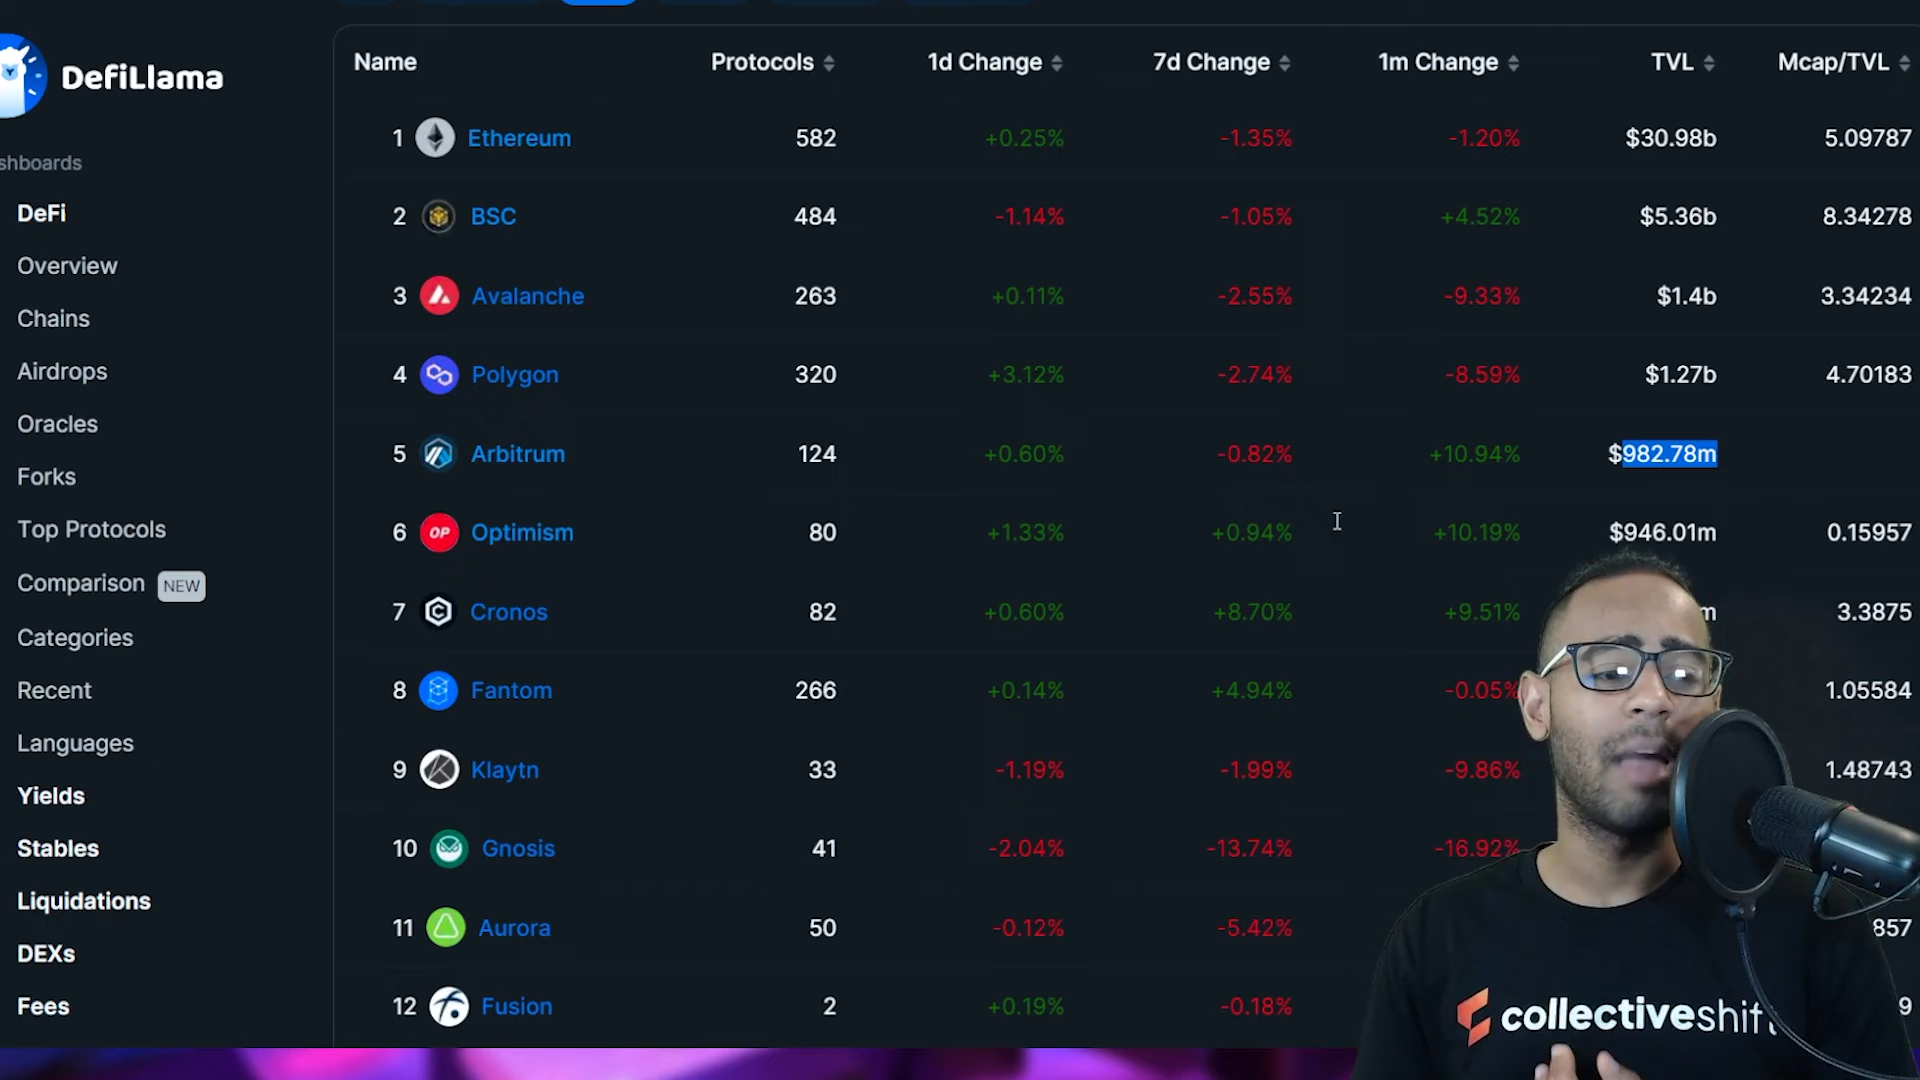 DefiLlama
shboards
DeFi
Overview
Chains
Airdrops
Oracles
Forks
Top Protocols
Comparison NEW
Categories
Recent
Languages
Yields
Stables
Liquidations
DEXs
Fees
Name Protocols 1d Change 7d Change 1m Change TVL Mcap/TVL
1 Ethereum 582 +0.25% -1.35% -1.20% $30.98b 5.09787
2 BSC 484 -1.14% -1.05% +4.52% $5.36b 8.34278
3 Avalanche 263 +0.11% -2.55% -9.33% $1.4b 3.34234
4 Polygon 320 +3.12% -2.74% -8.59% $1.27b 4.70183
5 Arbitrum 124 +0.60% -0.82% +10.94% $982.78m
6 OP Optimism 80 +1.33% +0.94% +10.19% $946.01m 0.15957
7 Cronos 82 +0.60% +8.70% +9.51% m 3.3875
8 Fantom 266 +0.14% +4.94% -0.05% 1.05584
9 Klaytn 33 -1.19% -1.99% -9.86% 1.48743
10 Gnosis 41 -2.04% -13.74% -16.92%
11 Aurora 50 -0.12% -5.42% 857
12 Fusion 2 +0.19% -0.18% 9
collectiveshift